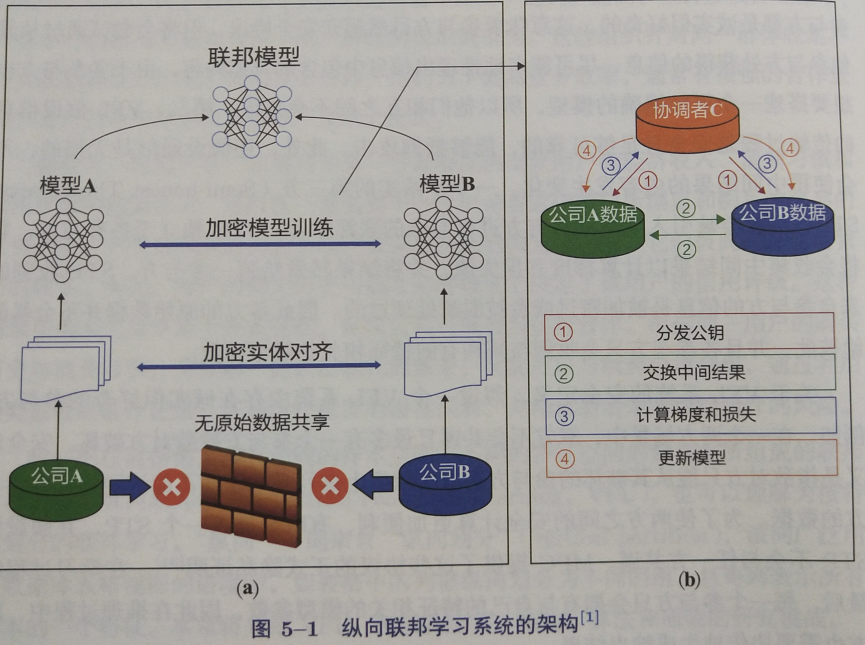 联邦模型
模型A
模型B
加密模型训练
加密实体对齐
无原始数据共享
公司A
公司B
(a)
协调者C
④
③
①
①
③
④
公司A数据
②
②
公司B数据
① 分发公钥
② 交换中间结果
③ 计算梯度和损失
④ 更新模型
(b)
图 5-1 纵向联邦学习系统的架构[1]